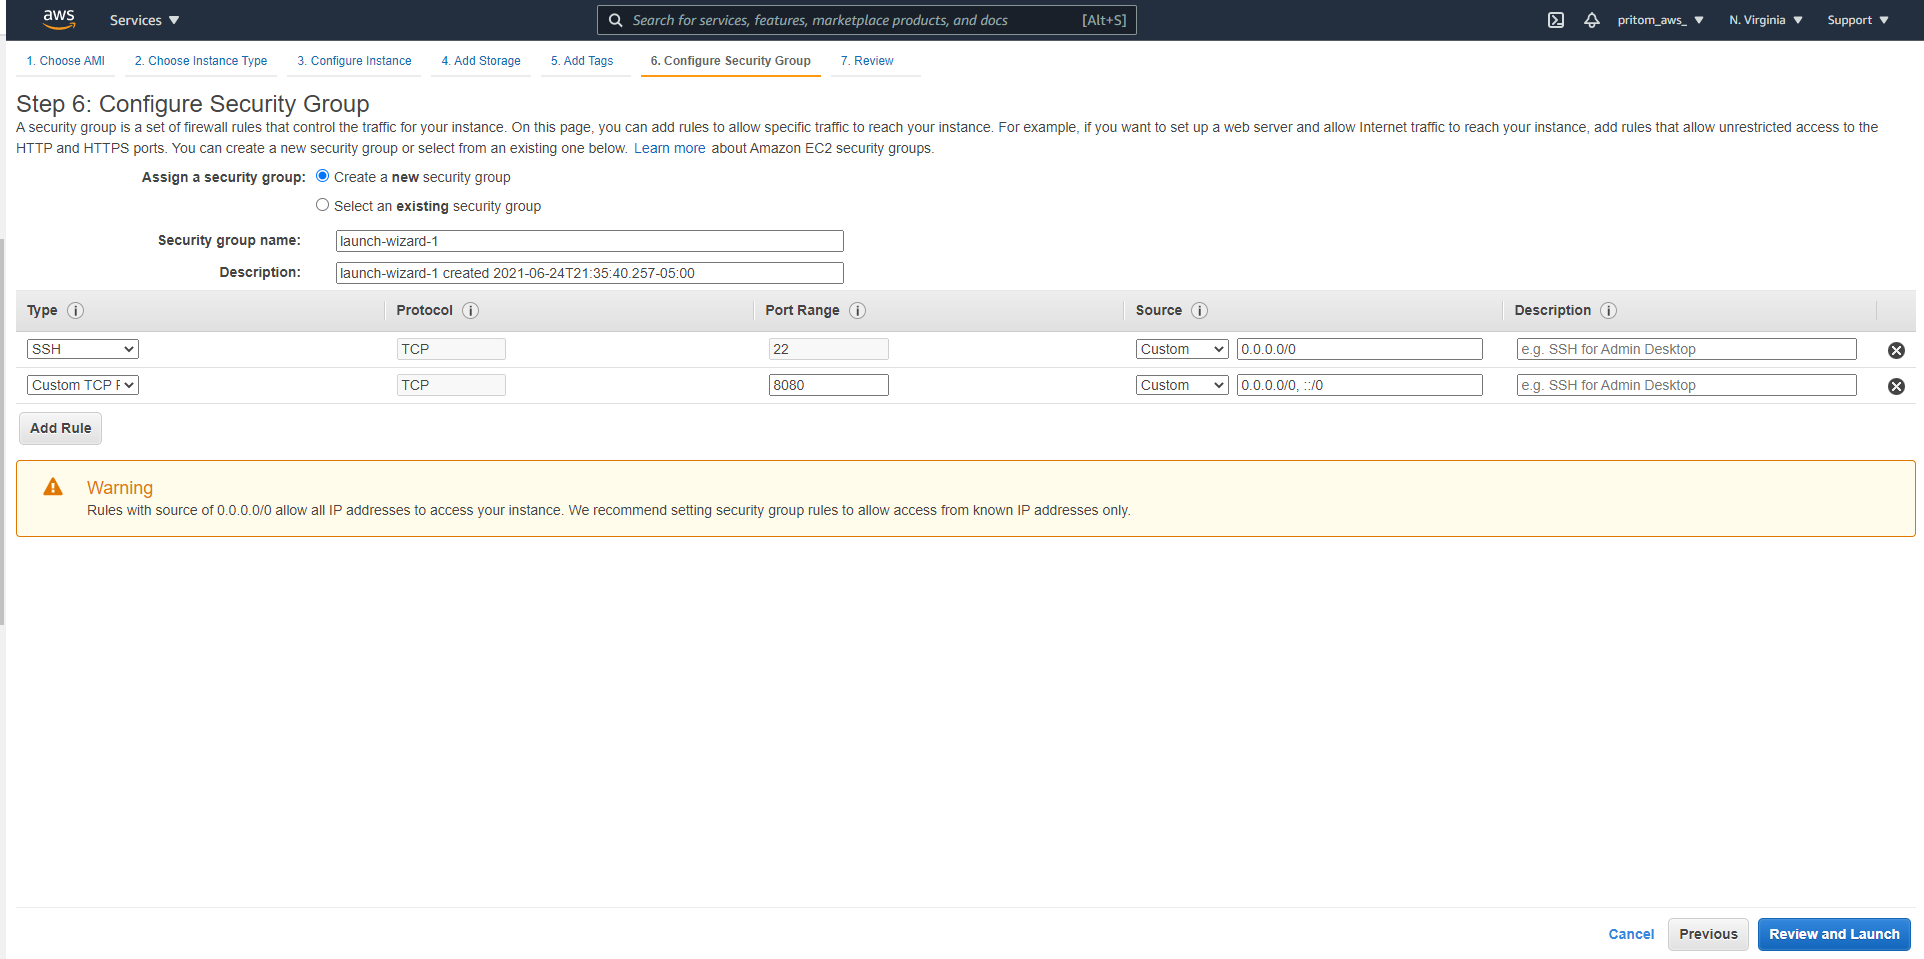 aws Services Search for services, features, marketplace products, and docs [Alt+S] pritom_aws_ N. Virginia Support
1. Choose AMI 2. Choose Instance Type 3. Configure Instance 4. Add Storage 5. Add Tags 6. Configure Security Group 7. Review
Step 6: Configure Security Group
A security group is a set of firewall rules that control the traffic for your instance. On this page, you can add rules to allow specific traffic to reach your instance. For example, if you want to set up a web server and allow Internet traffic to reach your instance, add rules that allow unrestricted access to the
HTTP and HTTPS ports. You can create a new security group or select from an existing one below. Learn more about Amazon EC2 security groups.
Assign a security group: Create a new security group
Select an existing security group
Security group name: launch-wizard-1
Description: launch-wizard-1 created 2021-06-24T21:35:40.257-05:00
Type Protocol Port Range Source Description
SSH TCP 22 Custom 0.0.0.0/0 e.g. SSH for Admin Desktop
Custom TCP TCP 8080 Custom 0.0.0.0/0, ::/0 e.g. SSH for Admin Desktop
Add Rule
Warning
Rules with source of 0.0.0.0/0 allow all IP addresses to access your instance. We recommend setting security group rules to allow access from known IP addresses only.
Cancel Previous Review and Launch